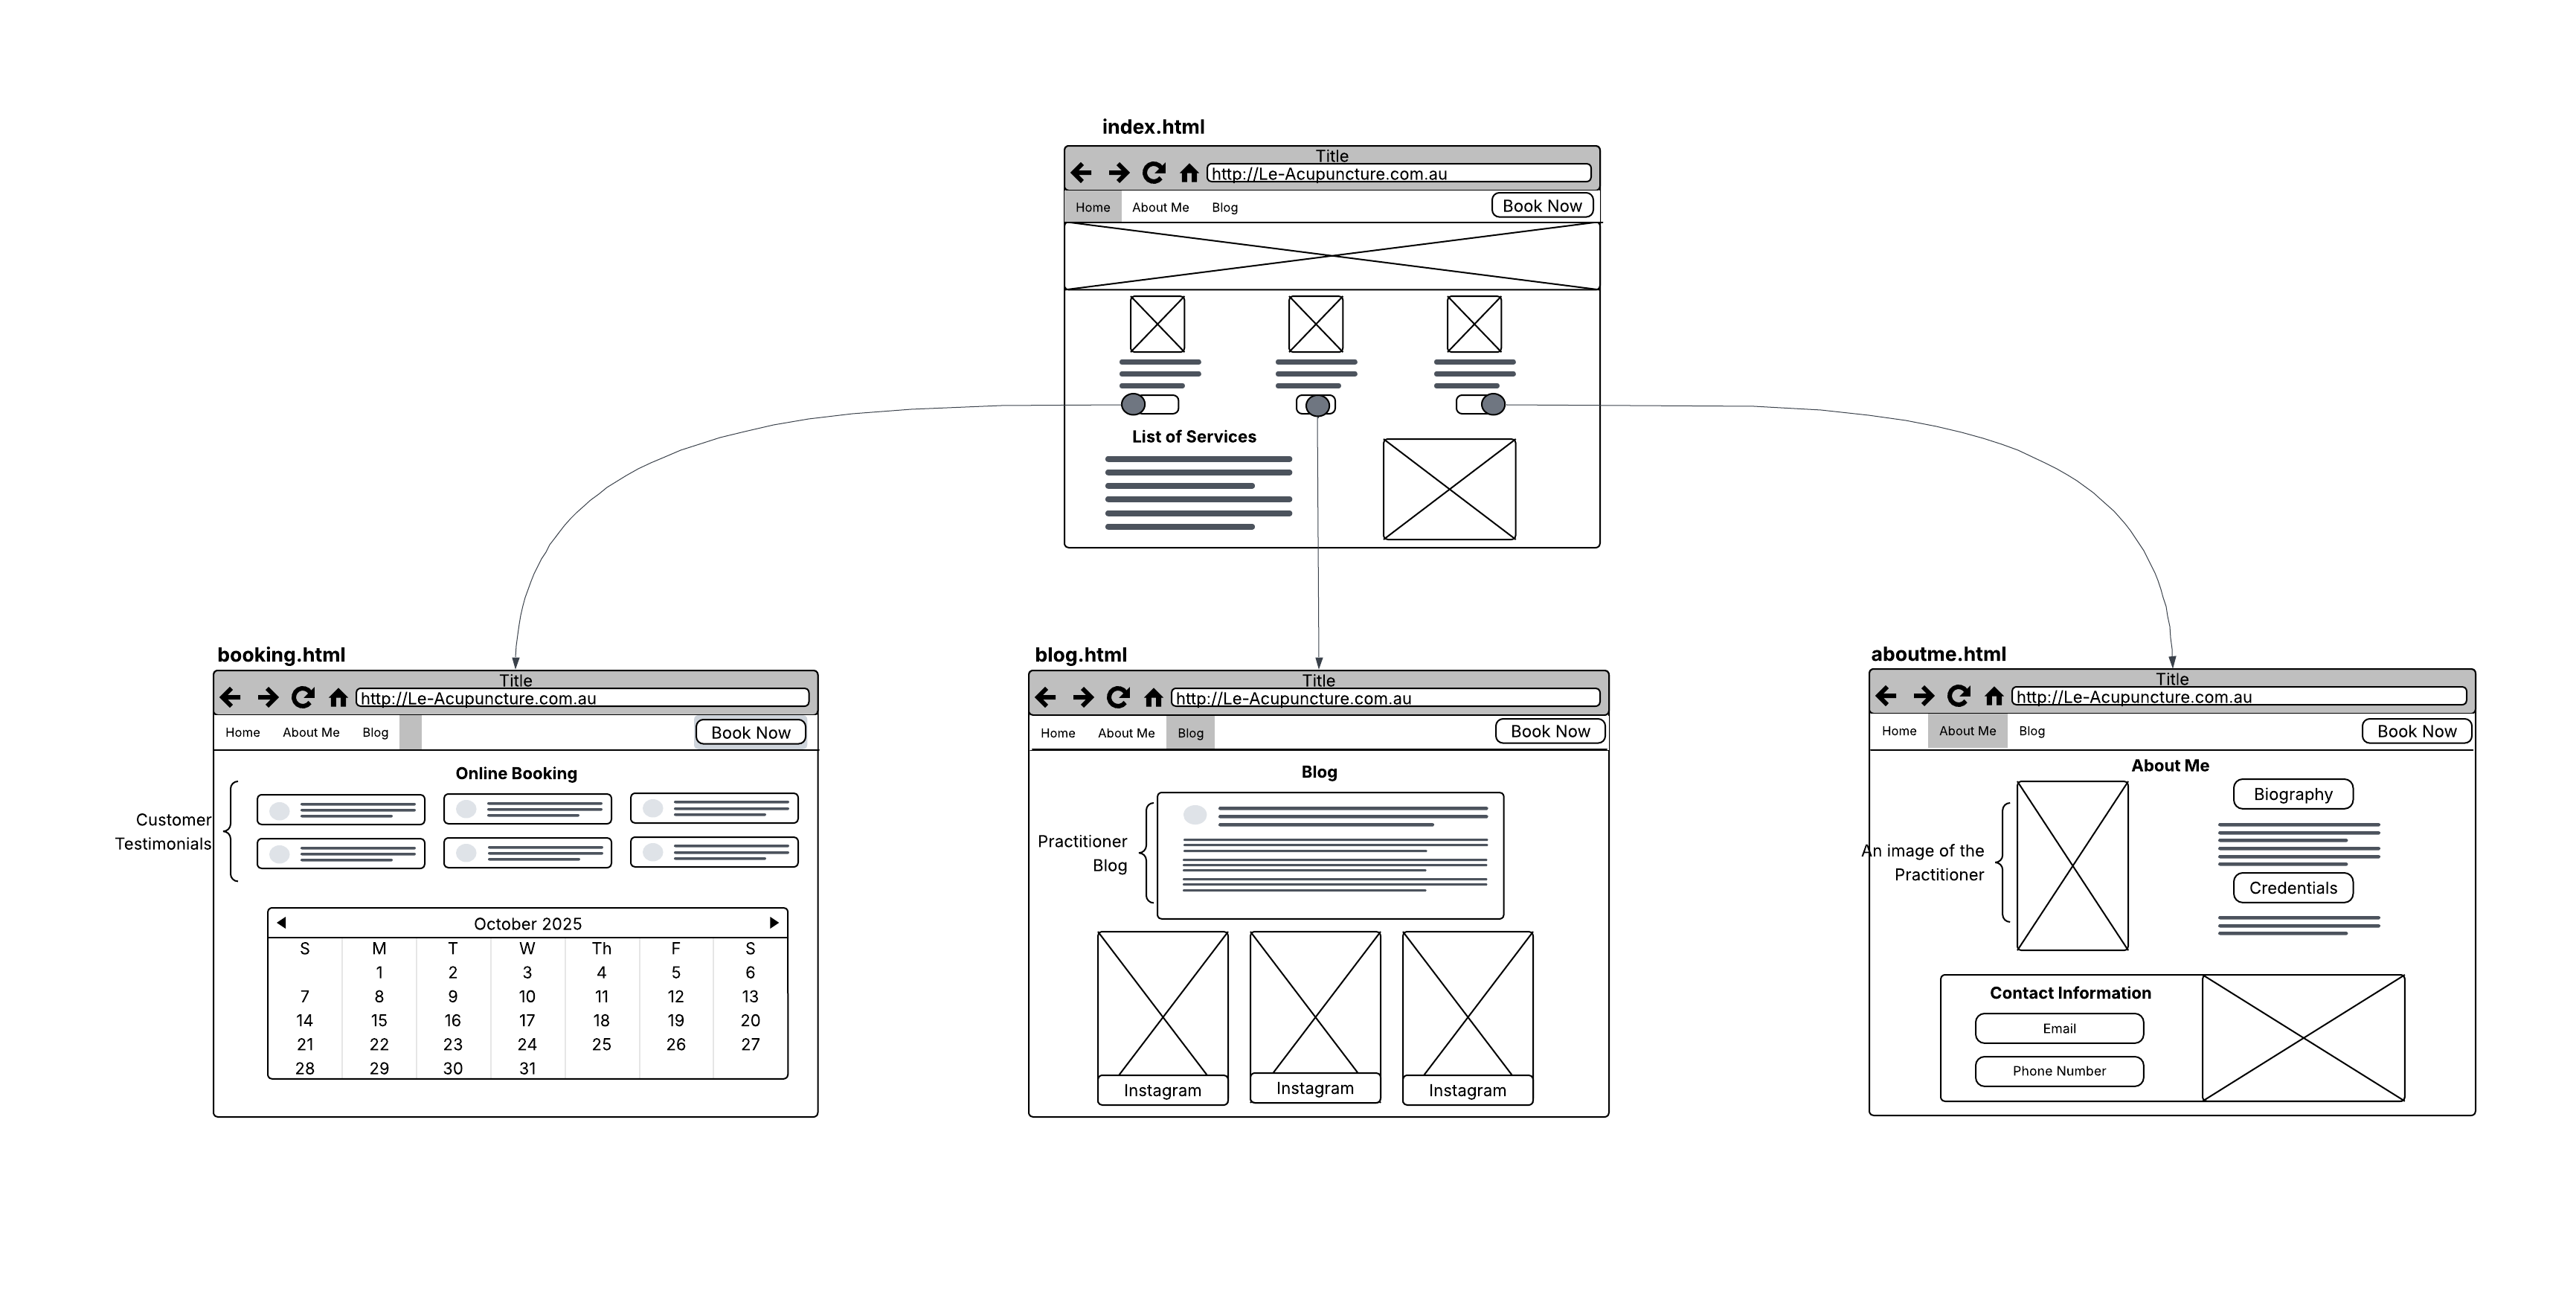 index.html
Title
http://Le-Acupuncture.com.au
Home About Me Blog Book Now
List of Services
booking.html
Title
http://Le-Acupuncture.com.au
Home About Me Blog Book Now
Online Booking
Customer
Testimonials
October 2025
S M T W Th F S
1 2 3 4 5 6
7 8 9 10 11 12 13
14 15 16 17 18 19 20
21 22 23 24 25 26 27
28 29 30 31
blog.html
Title
http://Le-Acupuncture.com.au
Home About Me Blog Book Now
Blog
Practitioner
Blog
Instagram Instagram Instagram
aboutme.html
Title
http://Le-Acupuncture.com.au
Home About Me Blog Book Now
About Me
Biography
An image of the
Practitioner
Credentials
Contact Information
Email
Phone Number